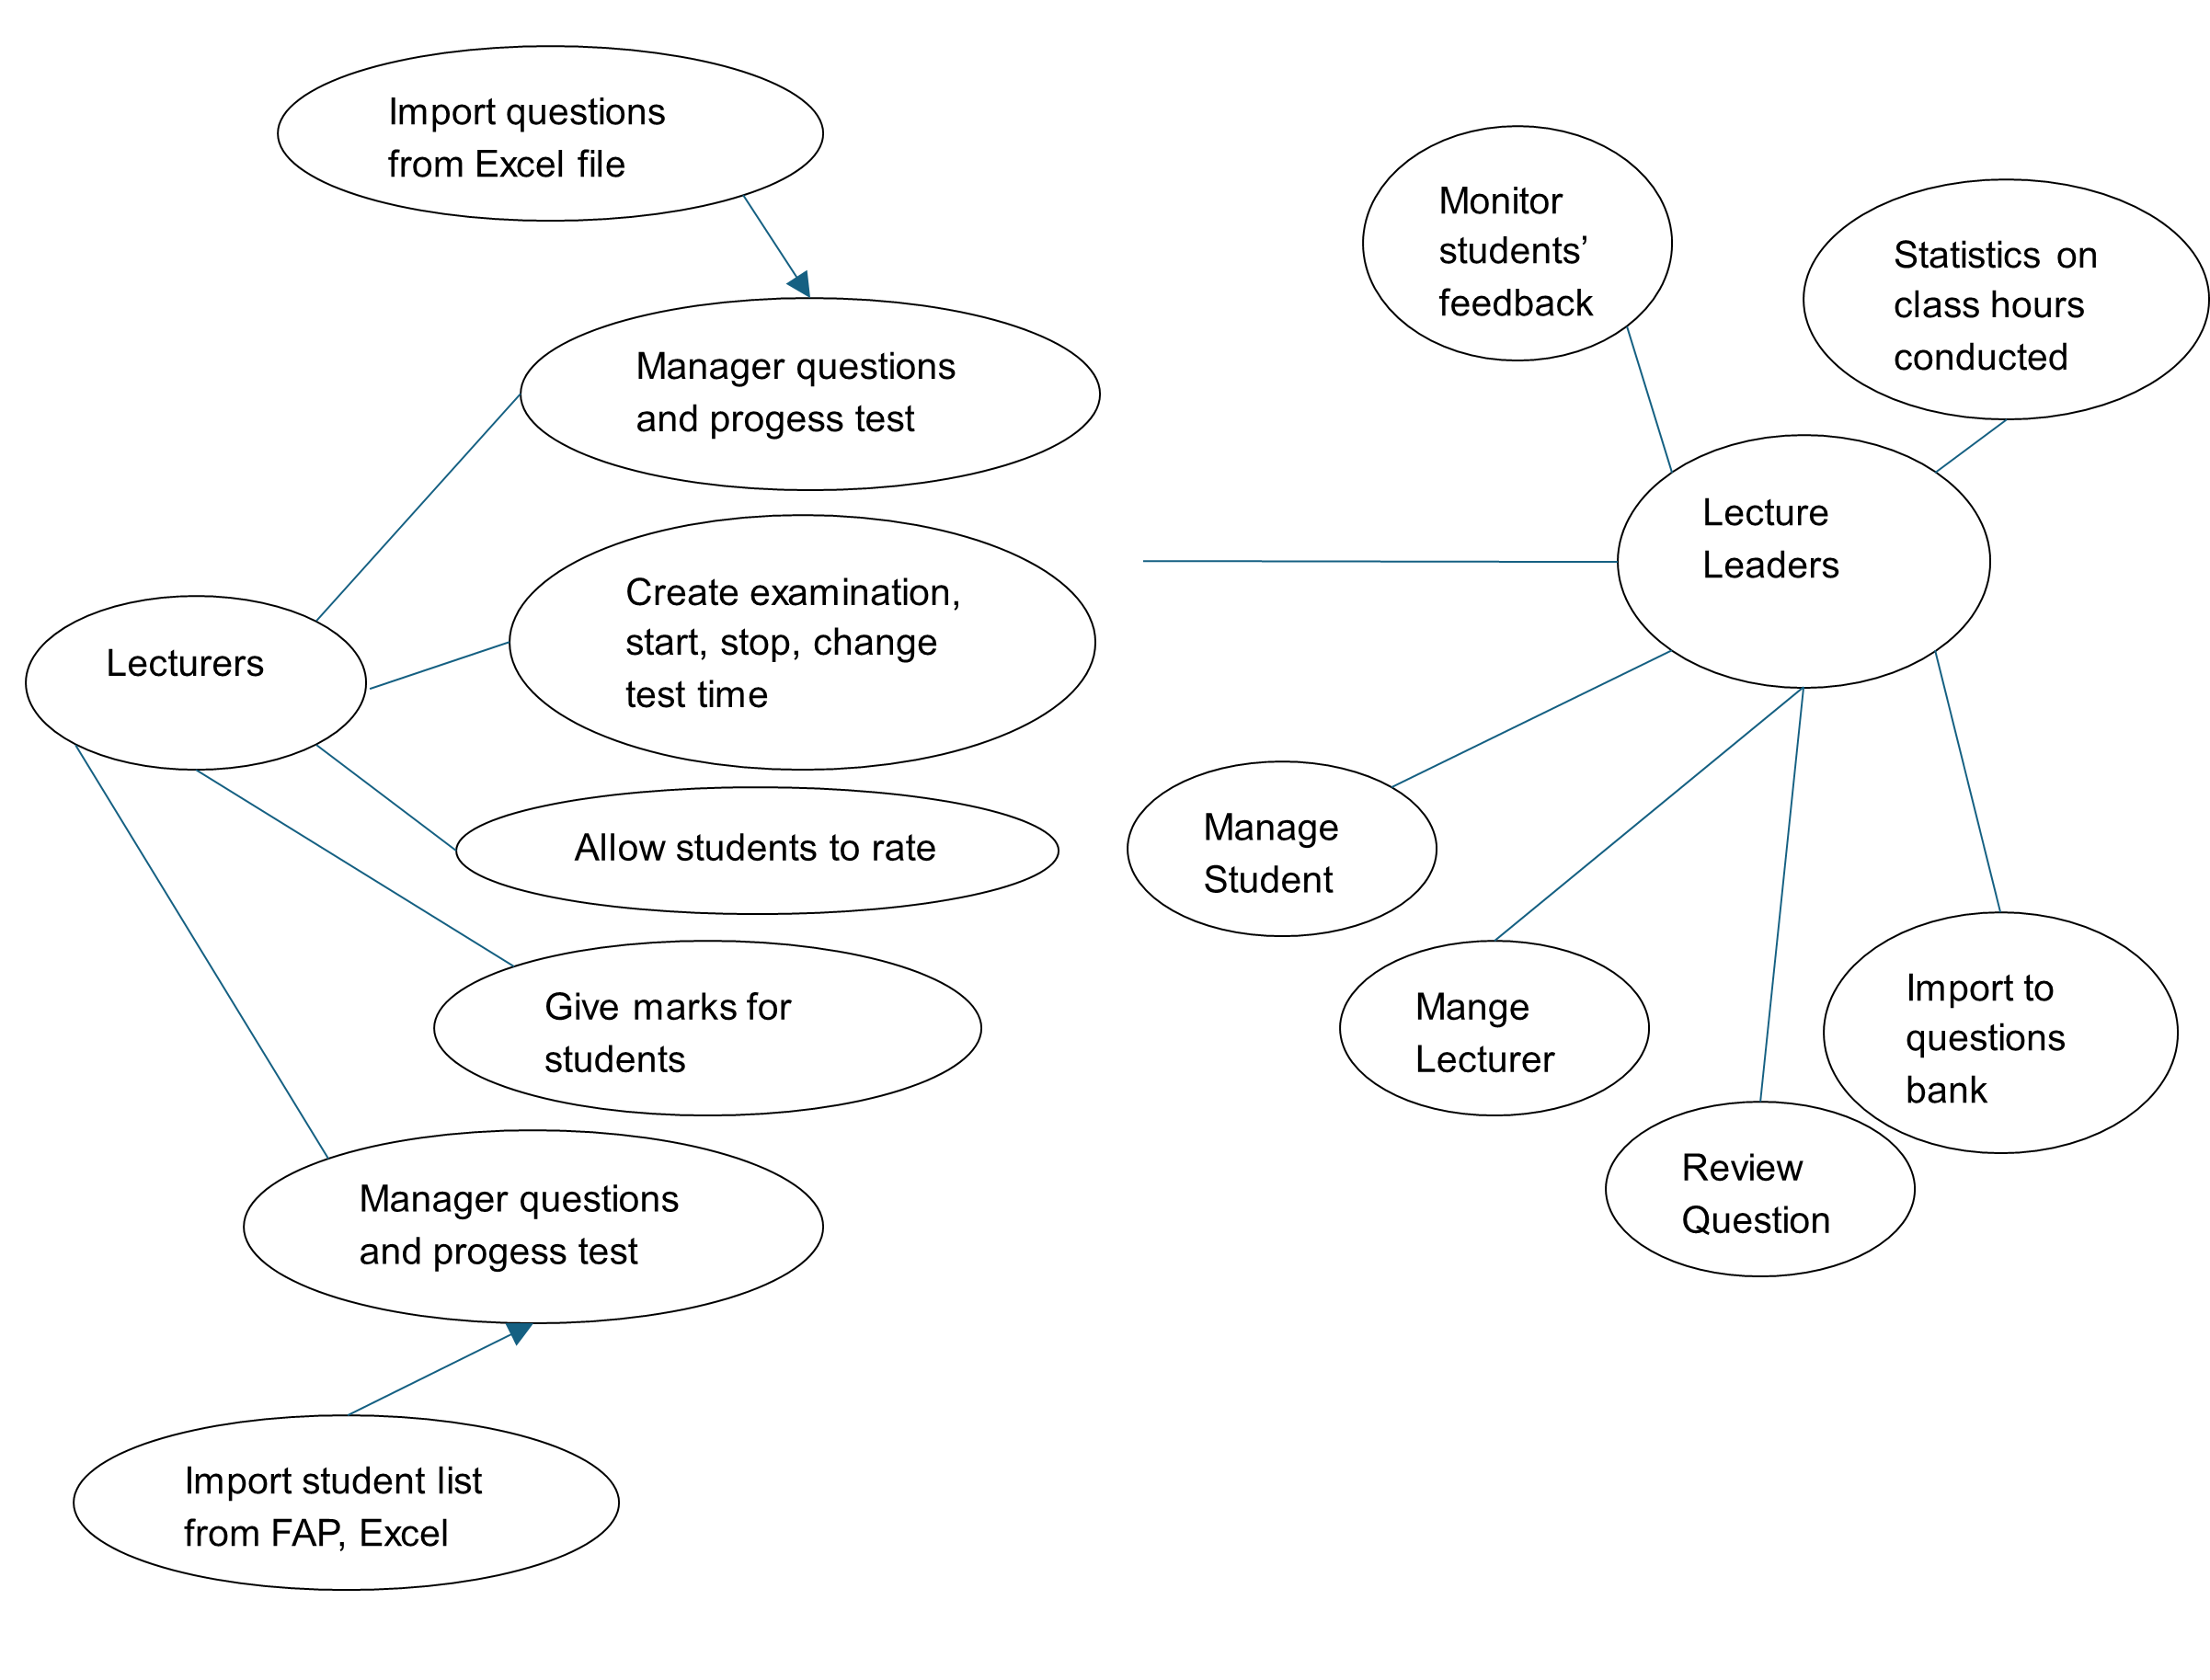 Import questions
from Excel file
Manager questions
and progess test
Create examination,
start, stop, change
test time
Lecturers
Allow students to rate
Give marks for
students
Manager questions
and progess test
Import student list
from FAP, Excel
Monitor
students’
feedback
Statistics on
class hours
conducted
Lecture
Leaders
Manage
Student
Mange
Lecturer
Review
Question
Import to
questions
bank